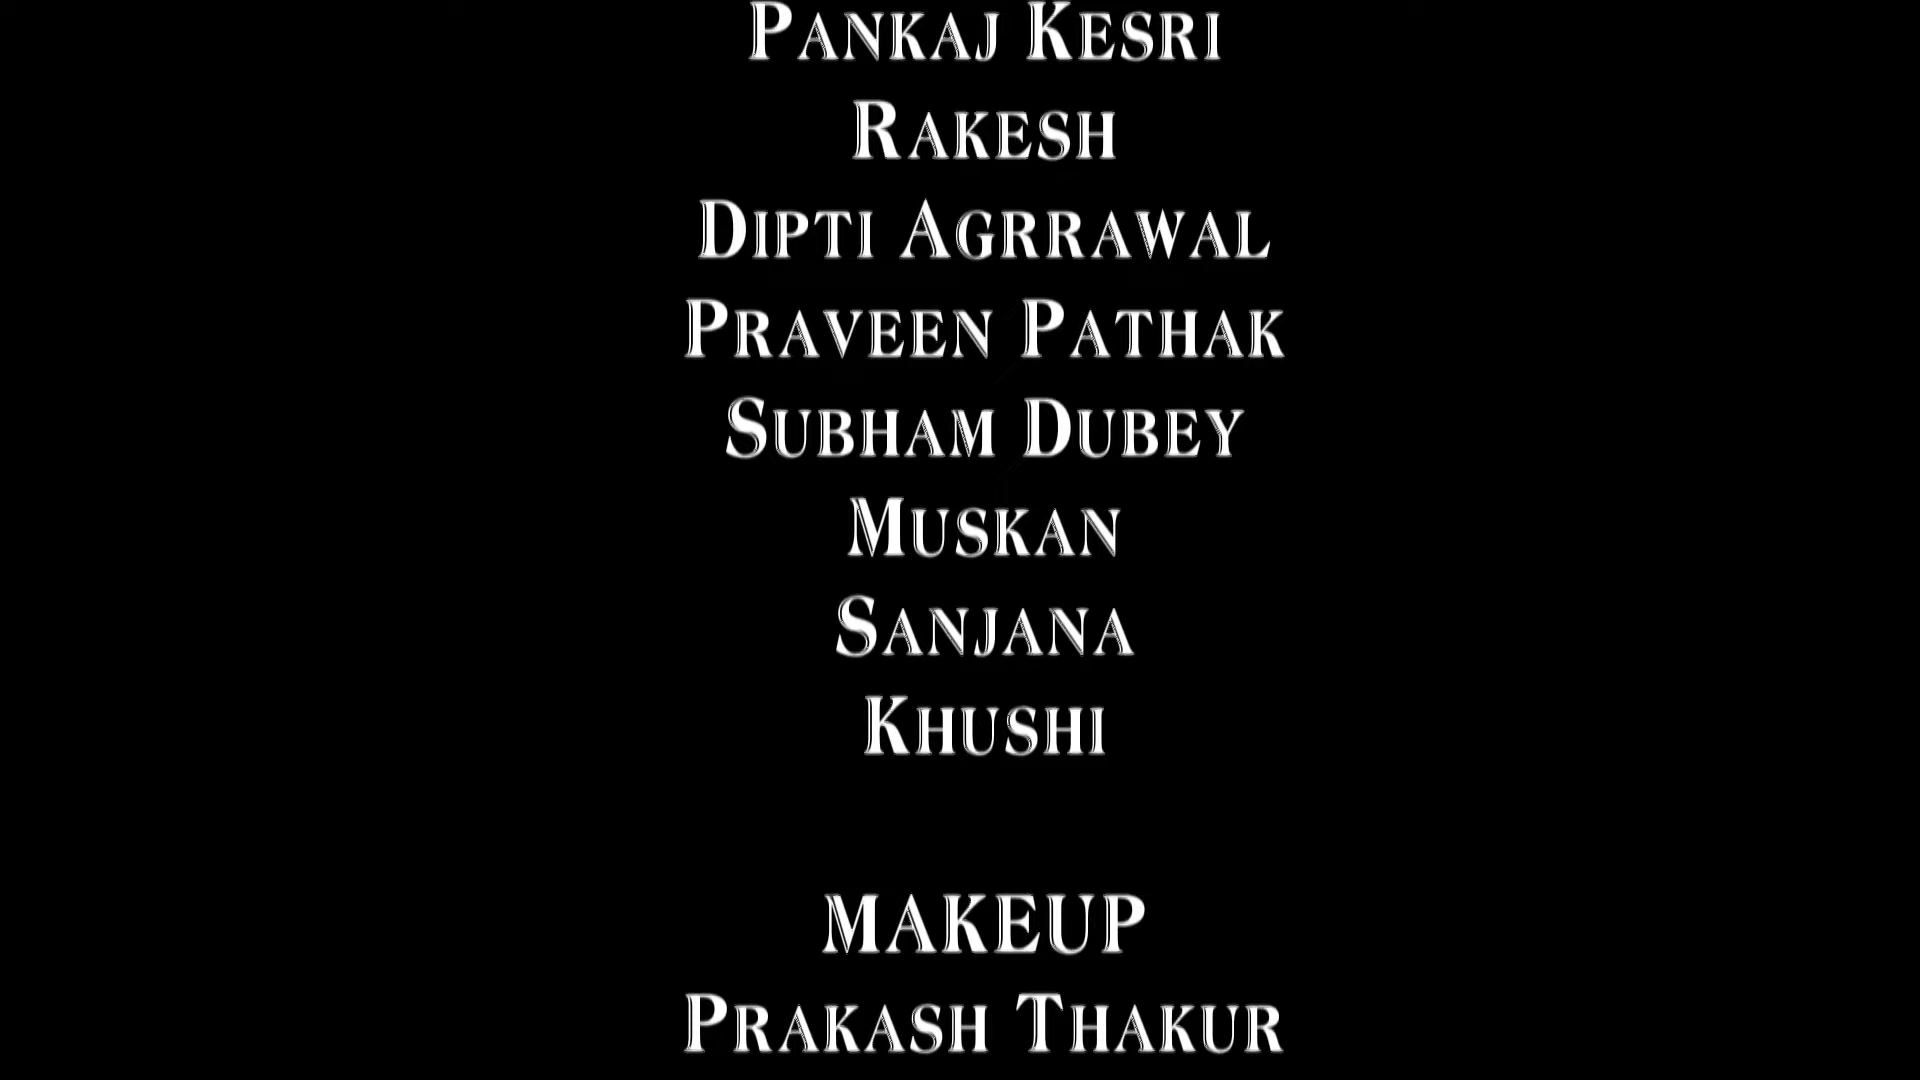 Pankaj Kesri
Rakesh
Dipti Agrrawal
Praveen Pathak
Subham Dubey
Muskan
Sanjana
Khushi
MAKEUP
Prakash Thakur